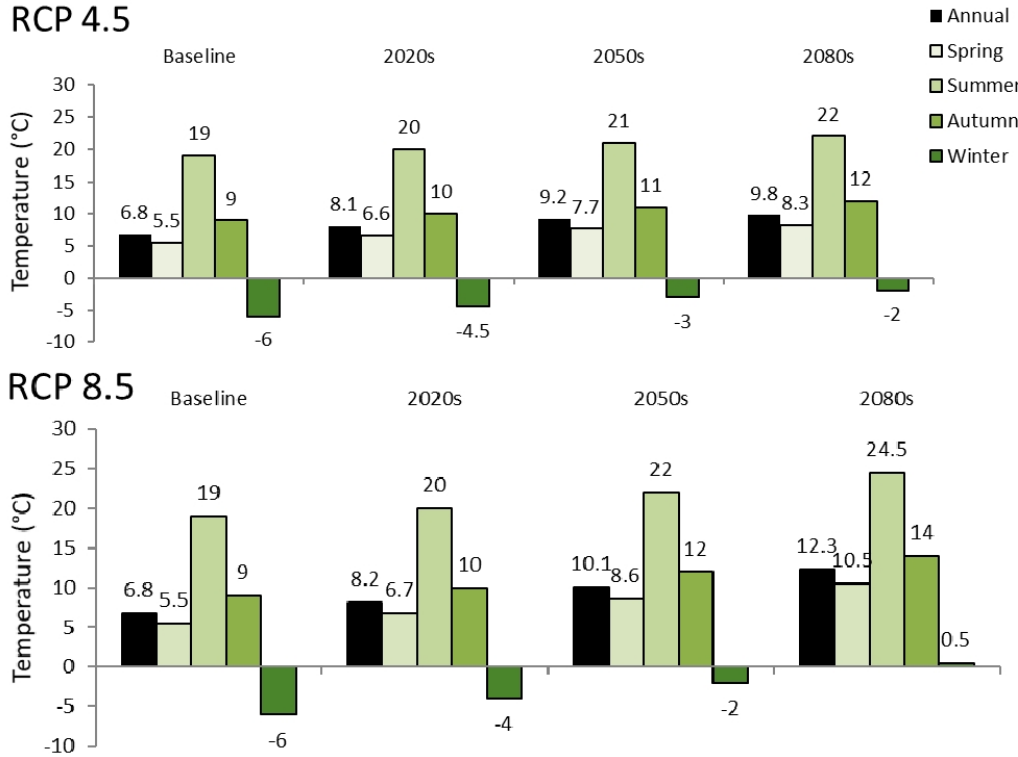 RCP 4.5
Annual
Spring
Summer
Autumn
Winter
Baseline 2020s 2050s 2080s
Temperature (°C)
30
25
20
15
10
5
0
-5
-10
6.8 5.5 19 9 -6
8.1 6.6 20 10 -4.5
9.2 7.7 21 11 -3
9.8 8.3 22 12 -2
RCP 8.5
Baseline 2020s 2050s 2080s
Temperature (°C)
30
25
20
15
10
5
0
-5
-10
6.8 5.5 19 9 -6
8.2 6.7 20 10 -4
10.1 8.6 22 12 -2
12.3 10.5 24.5 14 0.5